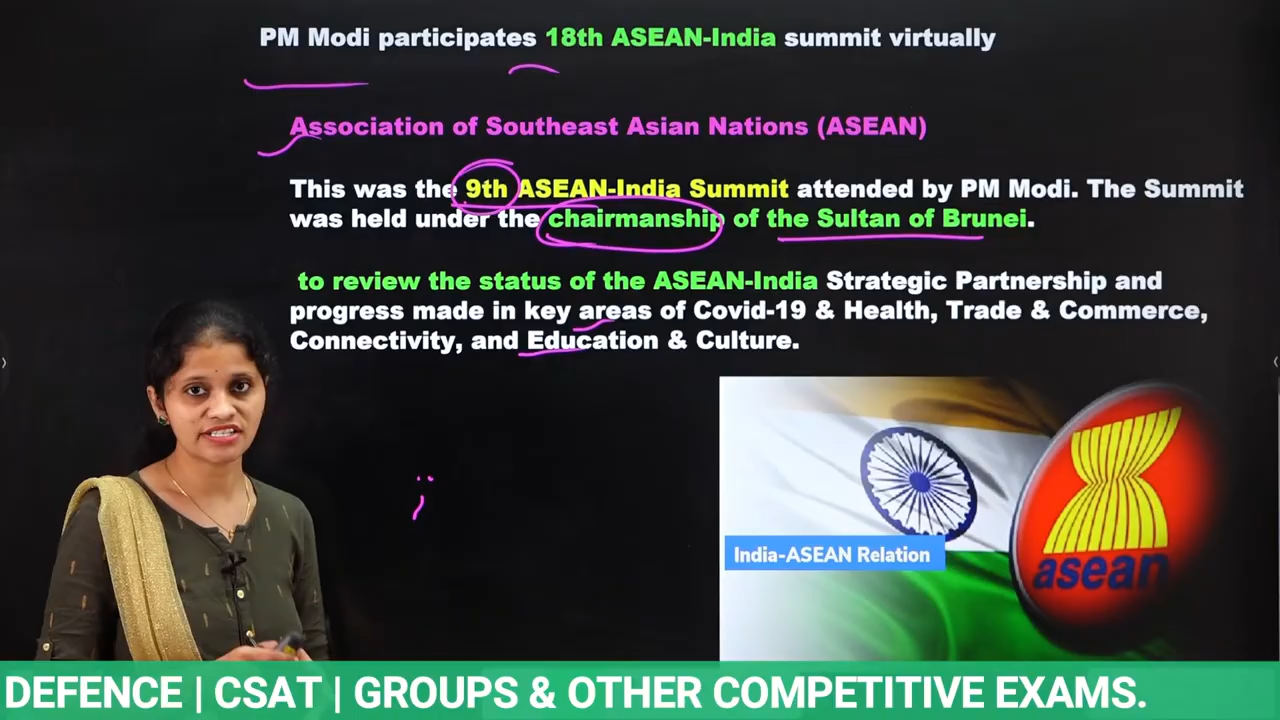 PM Modi participates 18th ASEAN-India summit virtually
Association of Southeast Asian Nations (ASEAN)
This was the 9th ASEAN-India Summit attended by PM Modi. The Summit
was held under the chairmanship of the Sultan of Brunei.
to review the status of the ASEAN-India Strategic Partnership and
progress made in key areas of Covid-19 & Health, Trade & Commerce,
Connectivity, and Education & Culture.
India-ASEAN Relation
asean
DEFENCE | CSAT | GROUPS & OTHER COMPETITIVE EXAMS.